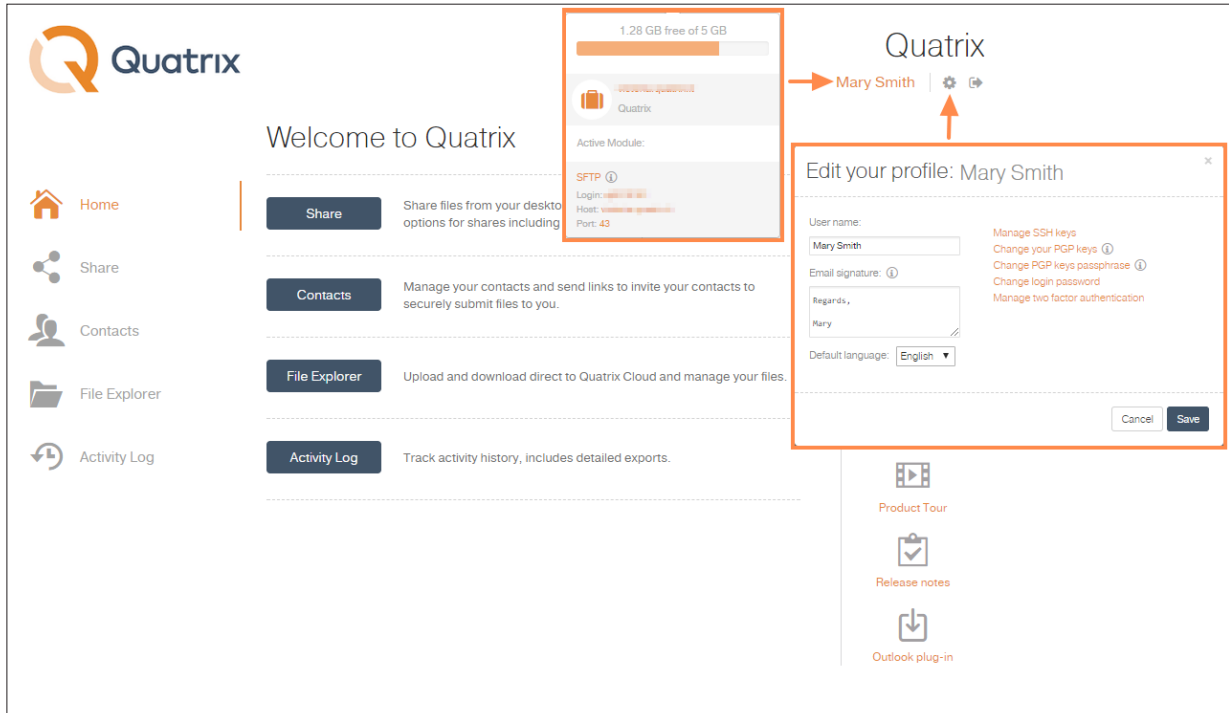 Quatrix
Welcome to Quatrix
Home
Share
Contacts
File Explorer
Activity Log
Share
Share files from your deskto
options for shares including
Contacts
Manage your contacts and send links to invite your contacts to
securely submit files to you.
File Explorer
Upload and download direct to Quatrix Cloud and manage your files.
Activity Log
Track activity history, includes detailed exports.
1.28 GB free of 5 GB
Quatrix
Active Module:
SFTP
Login:
Host:
Port: 43
Quatrix
Mary Smith
Edit your profile: Mary Smith
×
User name:
Mary Smith
Email signature:
Regards,
Mary
Default language: English
Manage SSH keys
Change your PGP keys
Change PGP keys passphrase
Change login password
Manage two factor authentication
Cancel Save
Product Tour
Release notes
Outlook plug-in